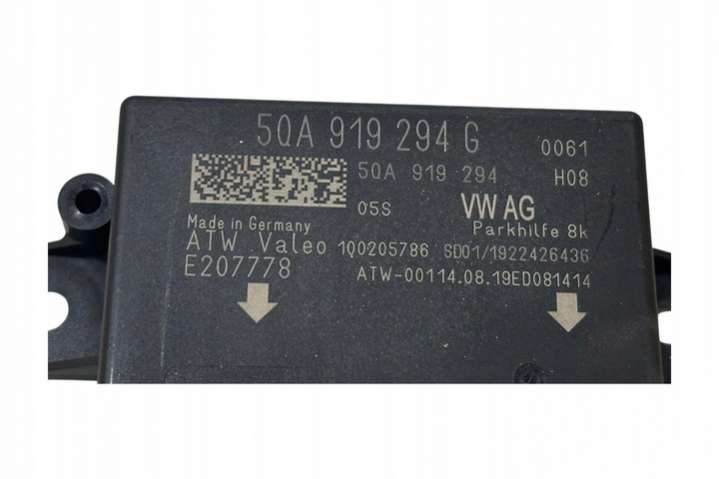 5QA 919 294 G 0061
5QA 919 294 H08
05S VW AG
Made in Germany Parkhilfe 8k
ATW Valeo 100205786 SD01/1922426436
E207778 ATW-00114.08.19ED081414